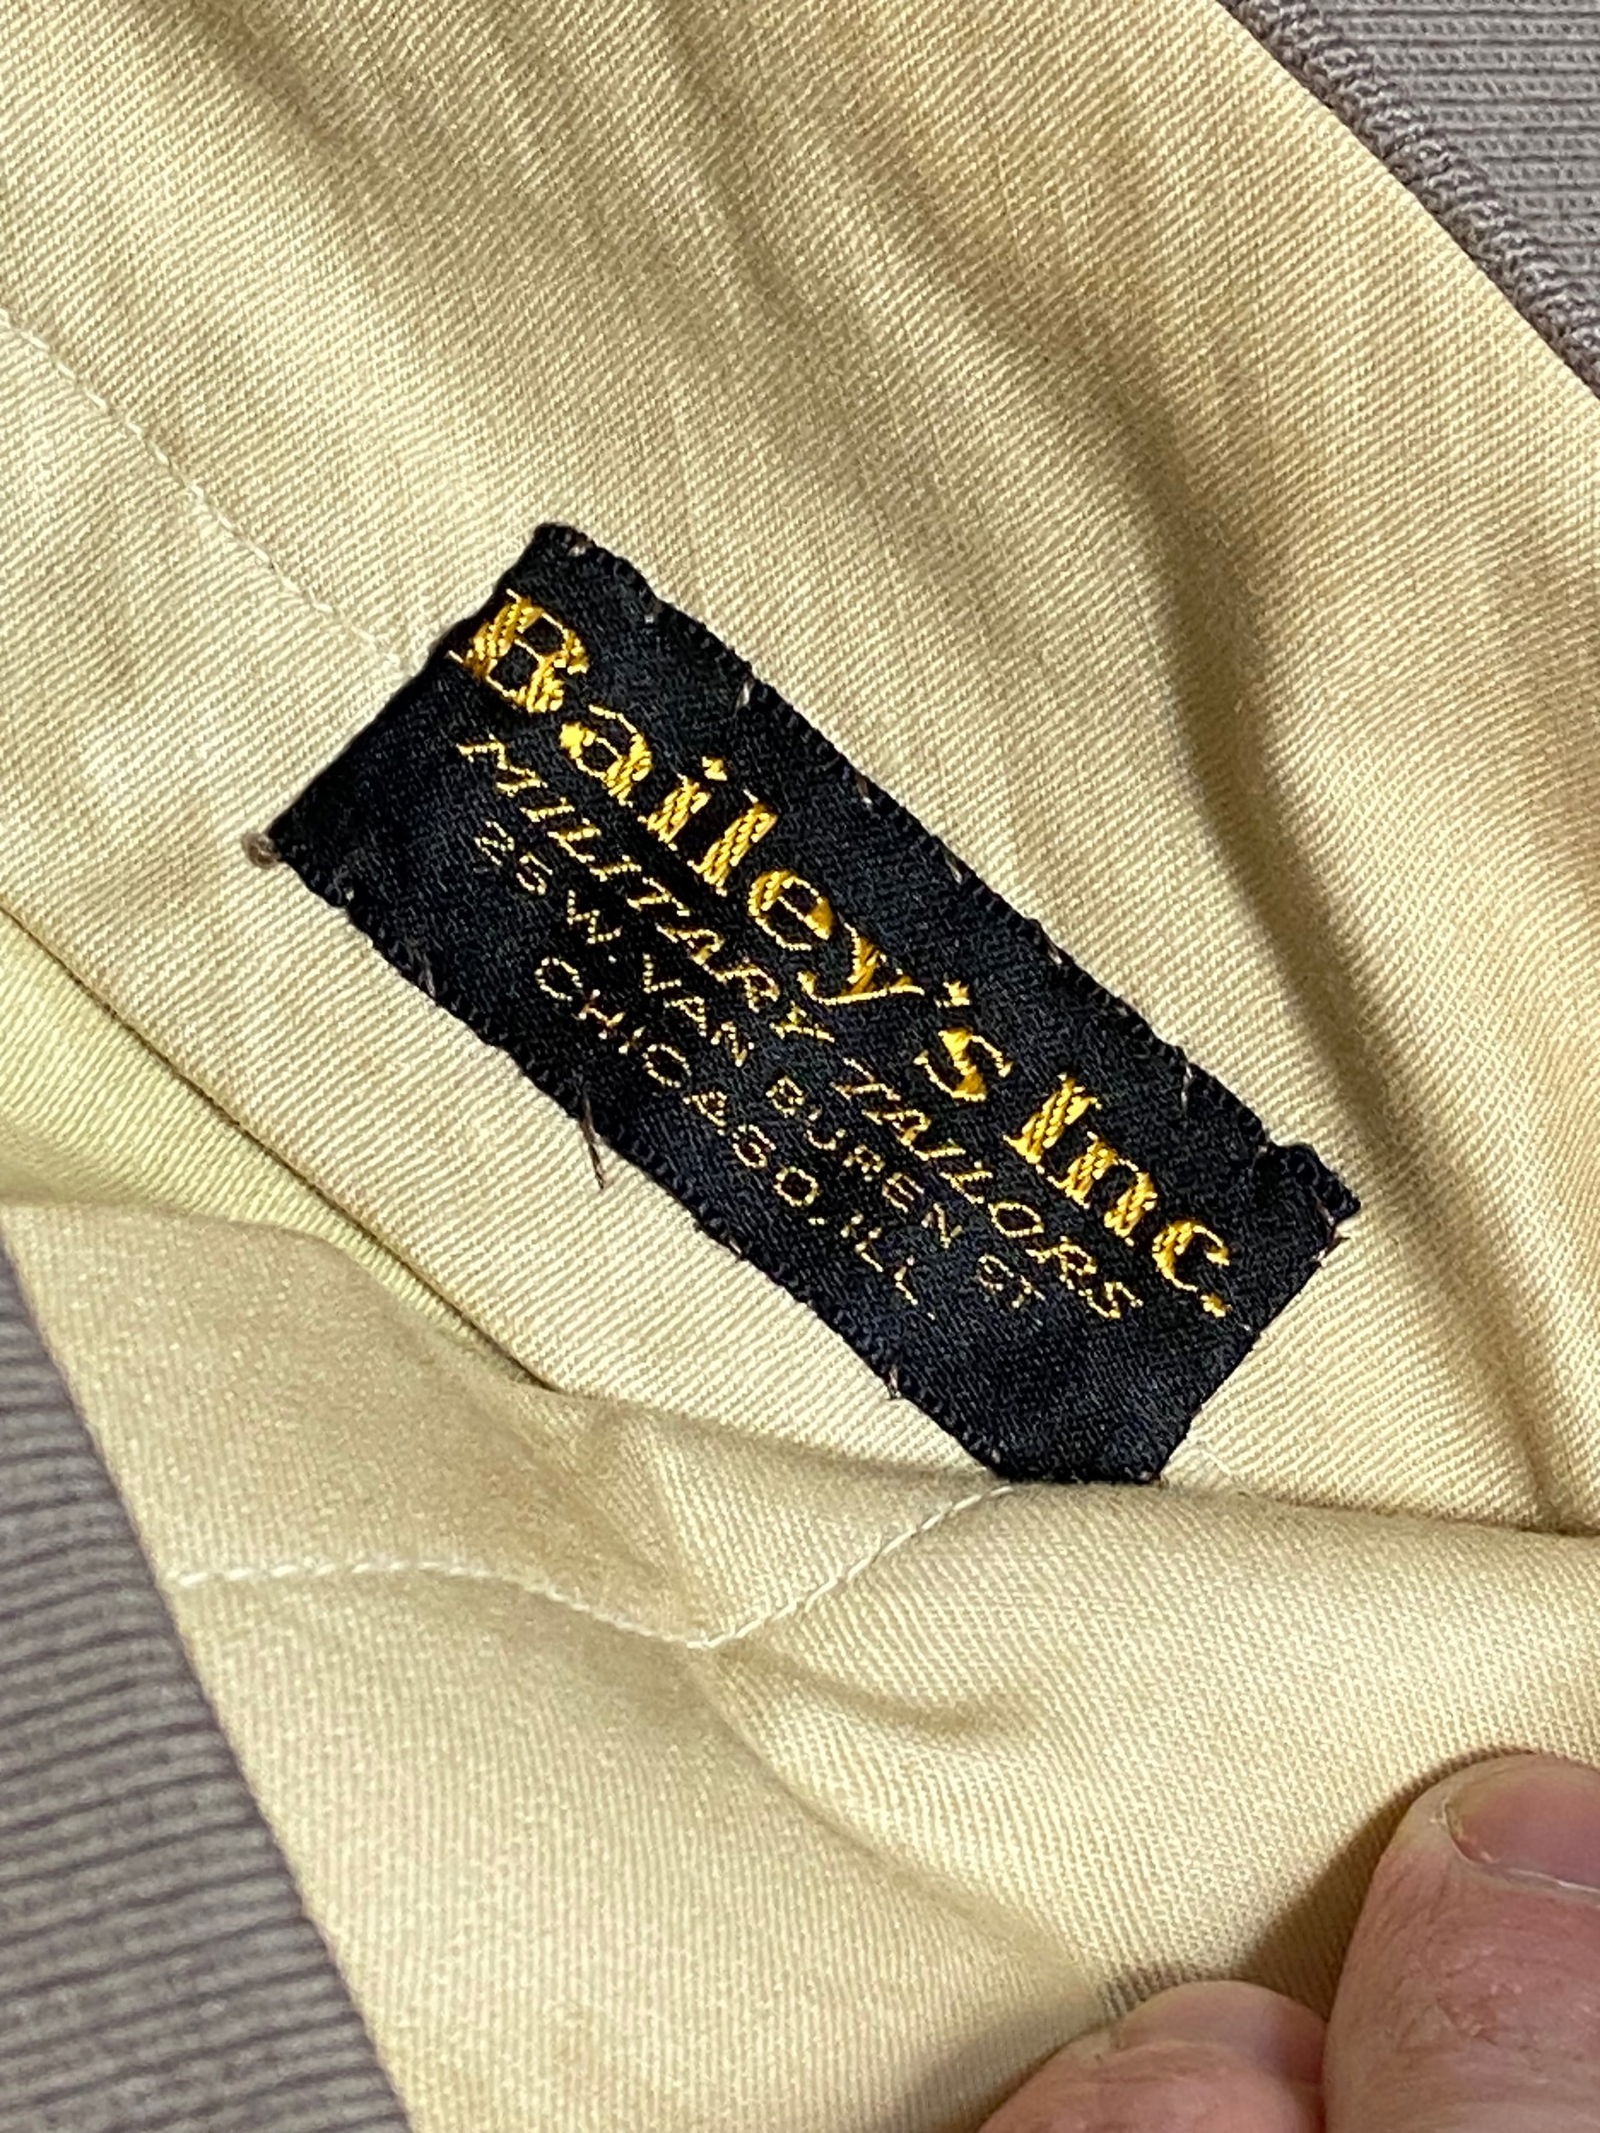 Bailey's Inc.
MILITARY TAILORS
25 W. VAN BUREN ST
CHICAGO, ILL.